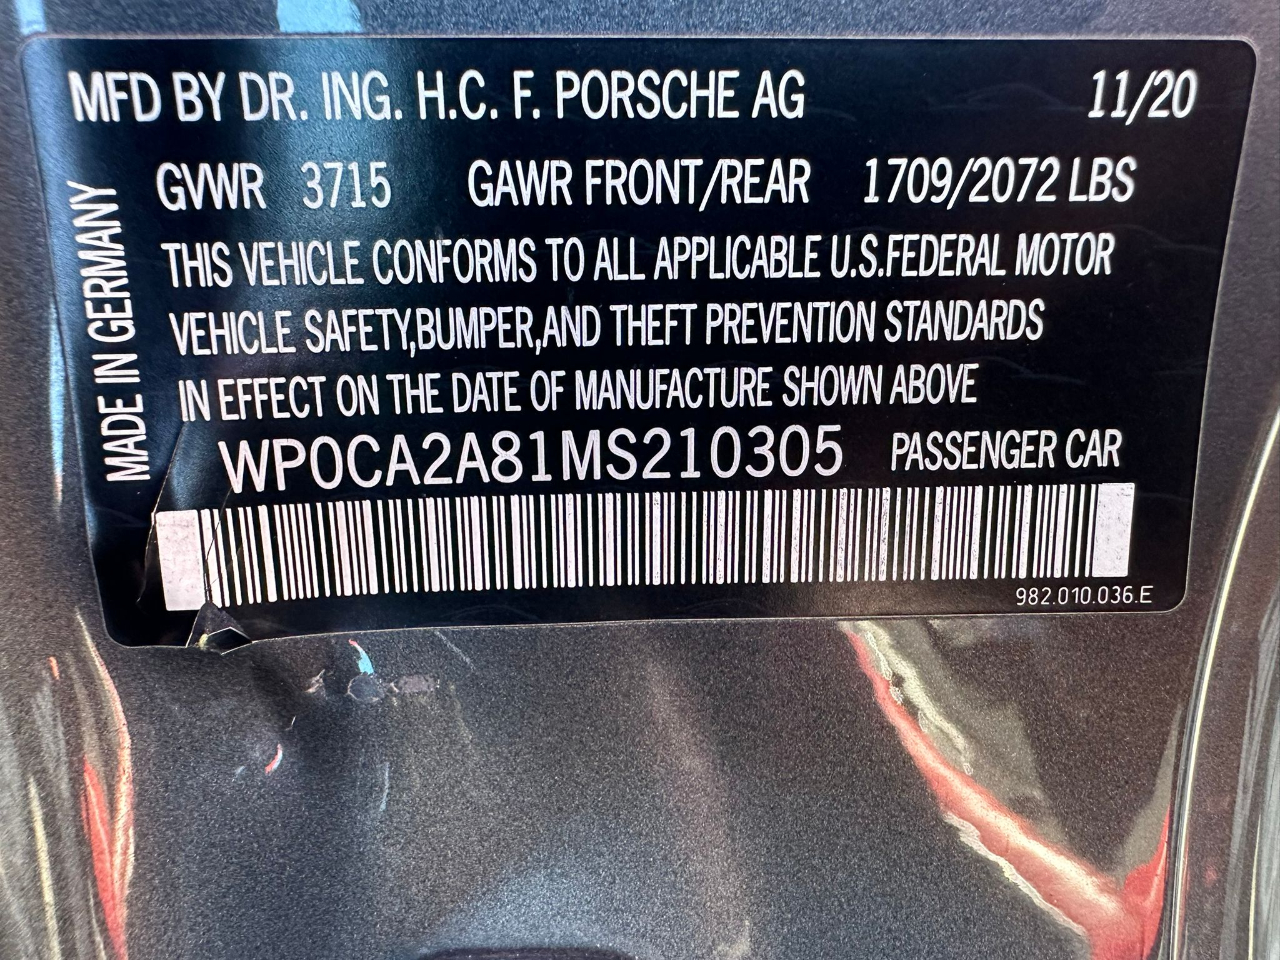 MFD BY DR. ING. H.C. F. PORSCHE AG 11/20
GVWR 3715 GAWR FRONT/REAR 1709/2072 LBS
THIS VEHICLE CONFORMS TO ALL APPLICABLE U.S.FEDERAL MOTOR
VEHICLE SAFETY,BUMPER,AND THEFT PREVENTION STANDARDS
IN EFFECT ON THE DATE OF MANUFACTURE SHOWN ABOVE
WP0CA2A81MS210305 PASSENGER CAR
982.010.036.E
MADE IN GERMANY